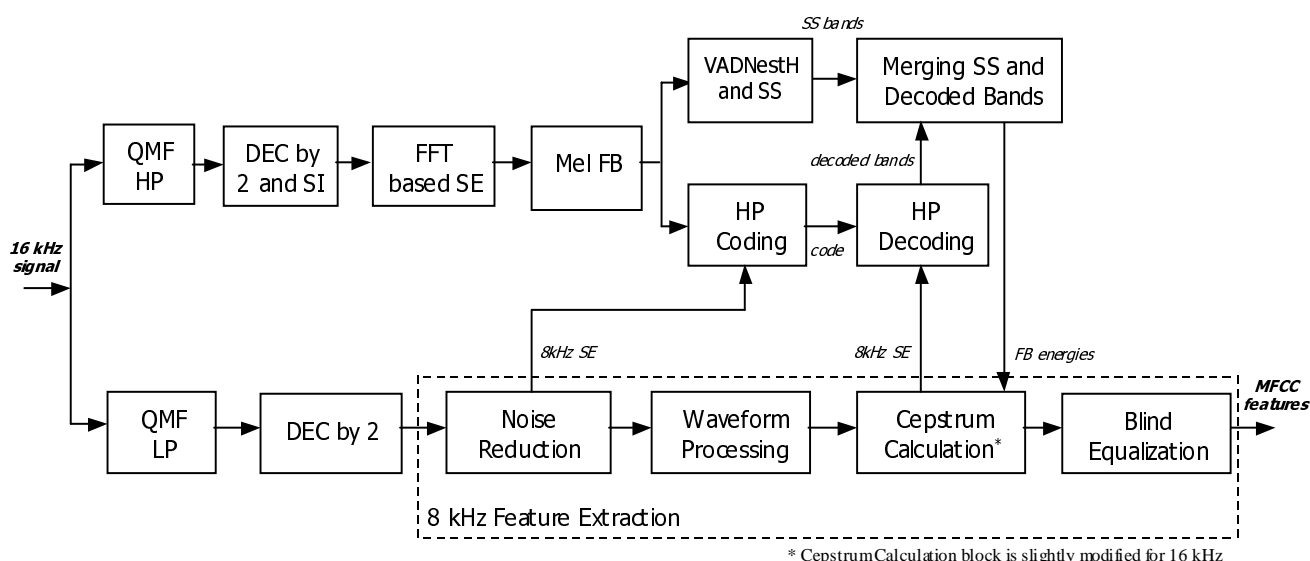 SS bands
VADNestH
and SS
Merging SS and
Decoded Bands
QMF
HP
DEC by
2 and SI
FFT
based SE
Mel FB
decoded bands
HP
Coding
code
HP
Decoding
16 kHz
signal
8kHz SE
8kHz SE
FB energies
MFCC
features
QMF
LP
DEC by 2
Noise
Reduction
Waveform
Processing
Cepstrum
Calculation*
Blind
Equalization
8 kHz Feature Extraction
* Cepstrum Calculation block is slightly modified for 16 kHz